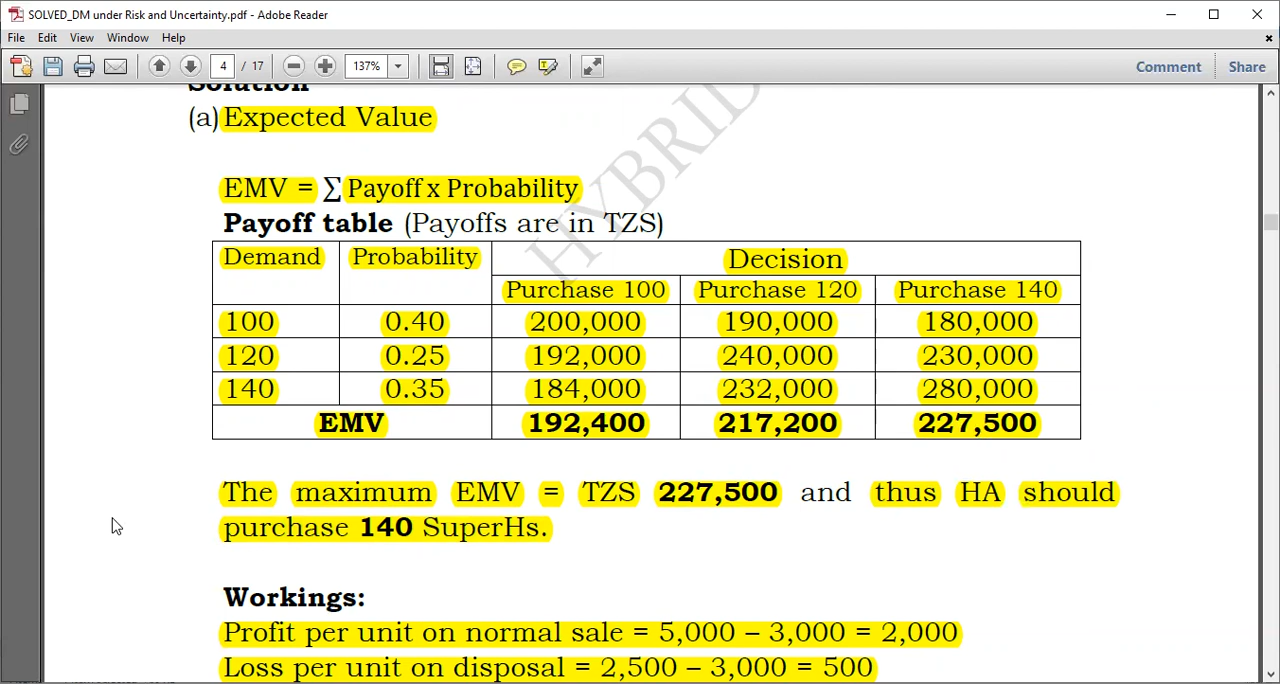 SOLVED_DM under Risk and Uncertainty.pdf - Adobe Reader
File Edit View Window Help
4 / 17 137% Comment Share
Solution
(a) Expected Value
EMV = ∑ Payoff x Probability
Payoff table (Payoffs are in TZS)
Demand Probability Decision
Purchase 100 Purchase 120 Purchase 140
100 0.40 200,000 190,000 180,000
120 0.25 192,000 240,000 230,000
140 0.35 184,000 232,000 280,000
EMV 192,400 217,200 227,500
The maximum EMV = TZS 227,500 and thus HA should
purchase 140 SuperHs.
Workings:
Profit per unit on normal sale = 5,000 – 3,000 = 2,000
Loss per unit on disposal = 2,500 – 3,000 = 500
HYBRID